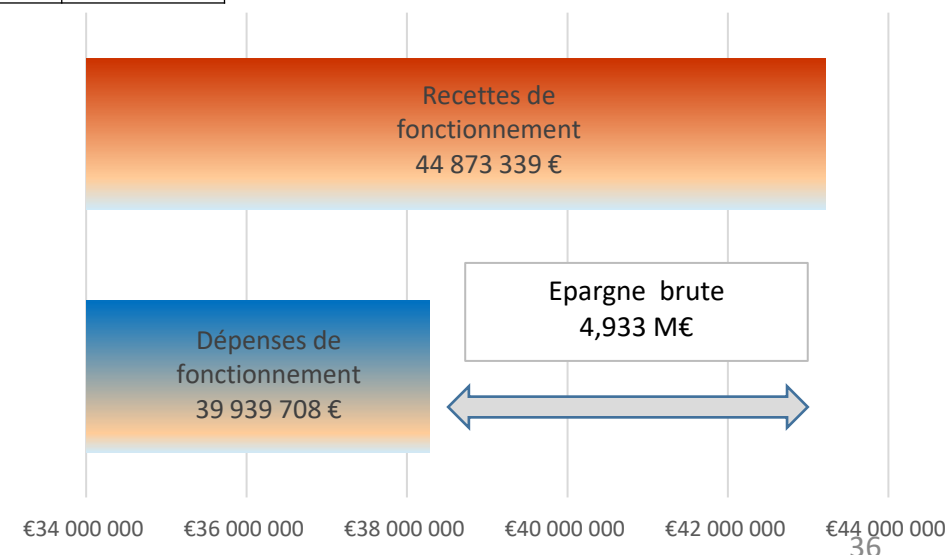 Recettes de
fonctionnement
44 873 339 €
Epargne brute
4,933 M€
Dépenses de
fonctionnement
39 939 708 €
€34 000 000 €36 000 000 €38 000 000 €40 000 000 €42 000 000 €44 000 000
36